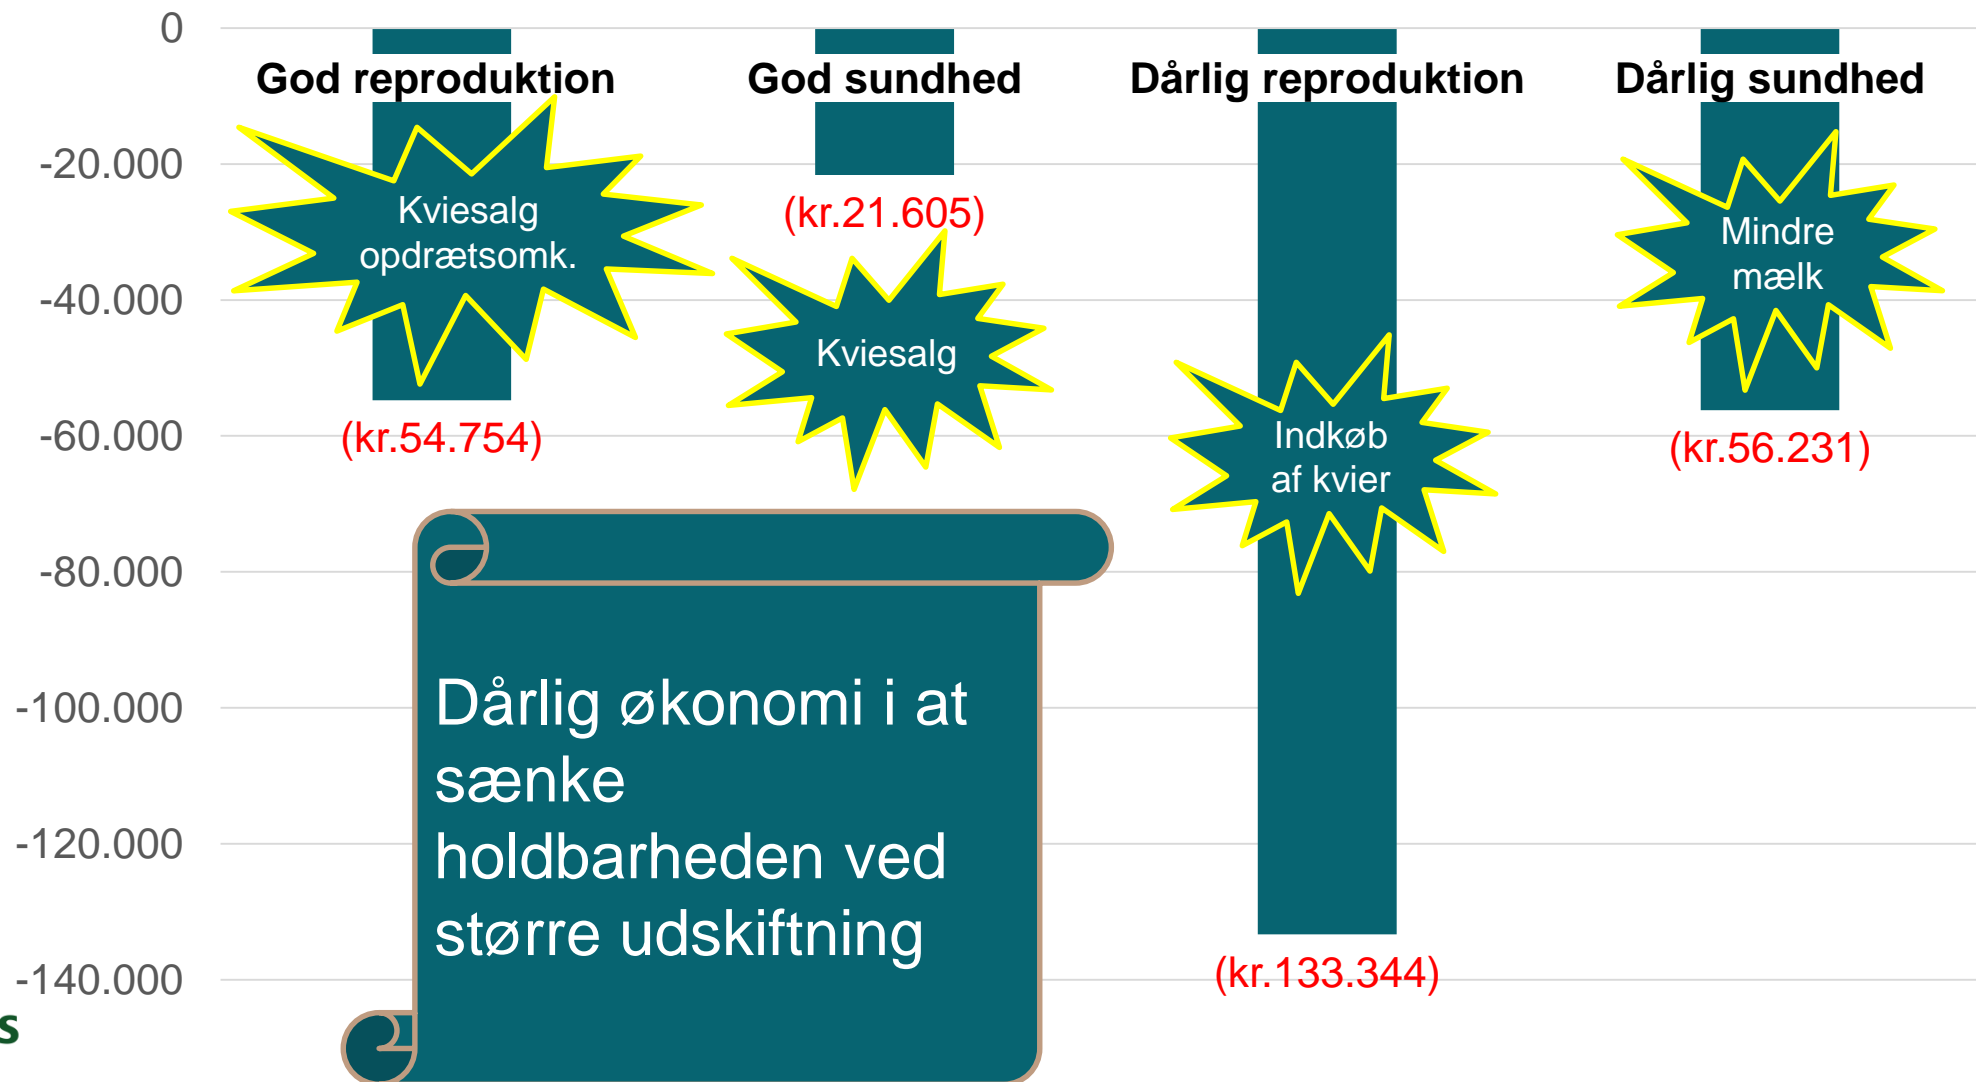 0
God reproduktion
God sundhed
Dårlig reproduktion
Dårlig sundhed
-20.000
Kviesalg
opdrætsomk.
(kr.21.605)
Mindre
mælk
-40.000
Kviesalg
-60.000
(kr.54.754)
Indkøb
af kvier
(kr.56.231)
-80.000
-100.000
Dårlig økonomi i at
sænke
holdbarheden ved
større udskiftning
-120.000
-140.000
(kr.133.344)
s